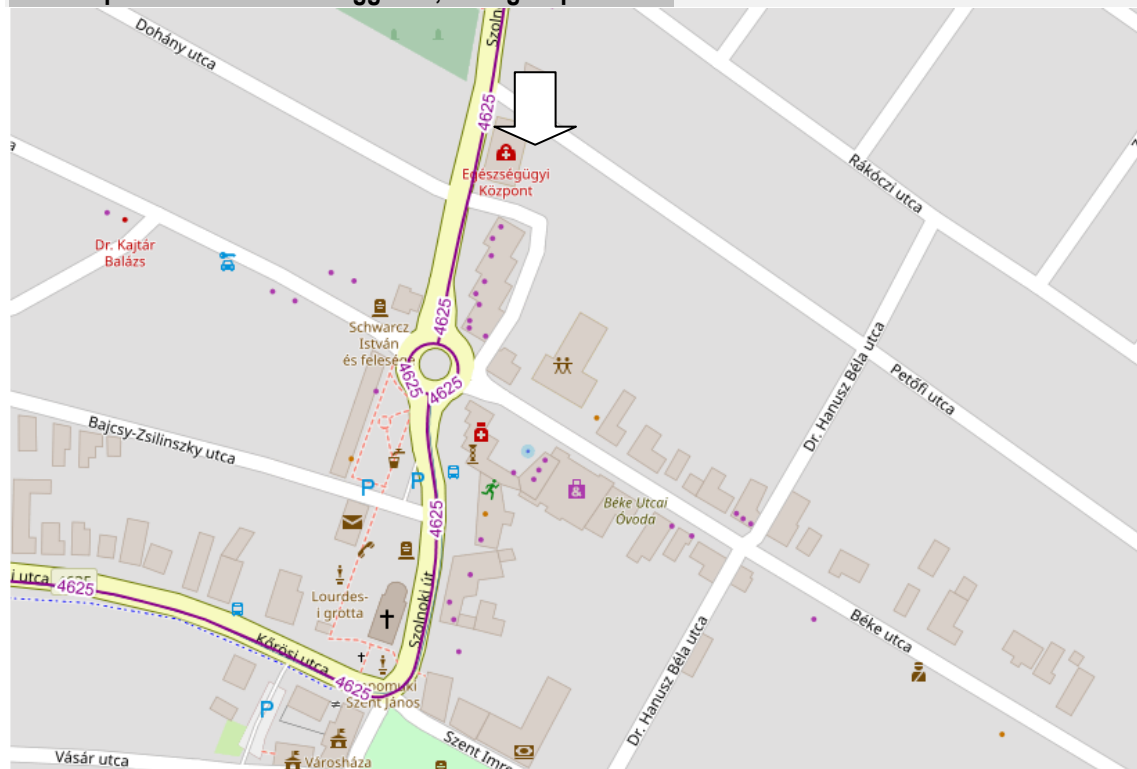 Dohány utca
Szoln
4625
Egészségügyi
Központ
Rákóczi utca
Dr. Kajtár
Balázs
4625
Schwarcz
István
és felesége
4625
4625
Dr. Hanusz Béla utca
Petőfi utca
Bajcsy-Zsilinszky utca
P
P
4625
Béke Utcai
Óvoda
i utca
4625
Lourdes-
i grotta
Szolnoki út
Kőrösi utca
Béke utca
Dr. Hanusz Béla utca
4625
Szent János
P
Szent Imre
Vásár utca
Városháza